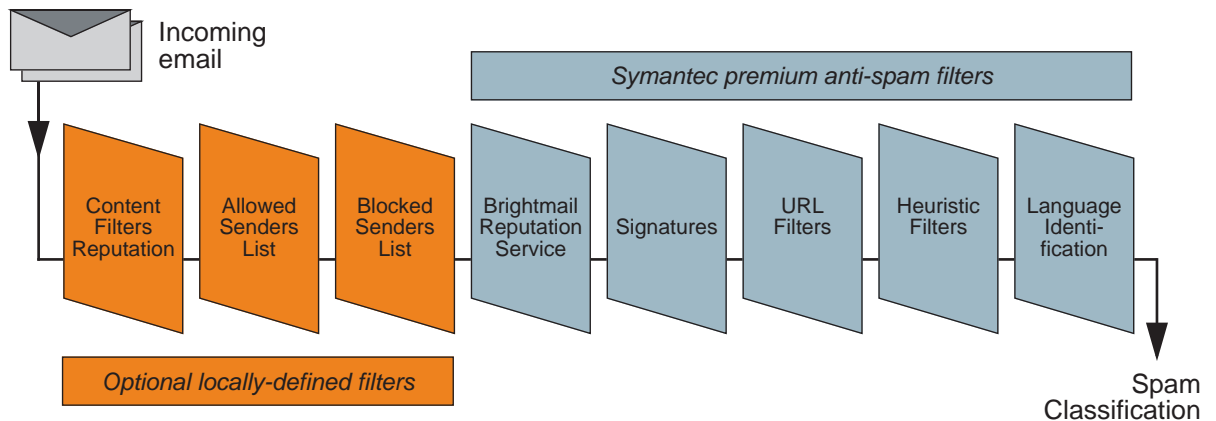 Incoming
email
Symantec premium anti-spam filters
Content
Filters
Reputation
Allowed
Senders
List
Blocked
Senders
List
Brightmail
Reputation
Service
Signatures
URL
Filters
Heuristic
Filters
Language
Identi-
fication
Optional locally-defined filters
Spam
Classification